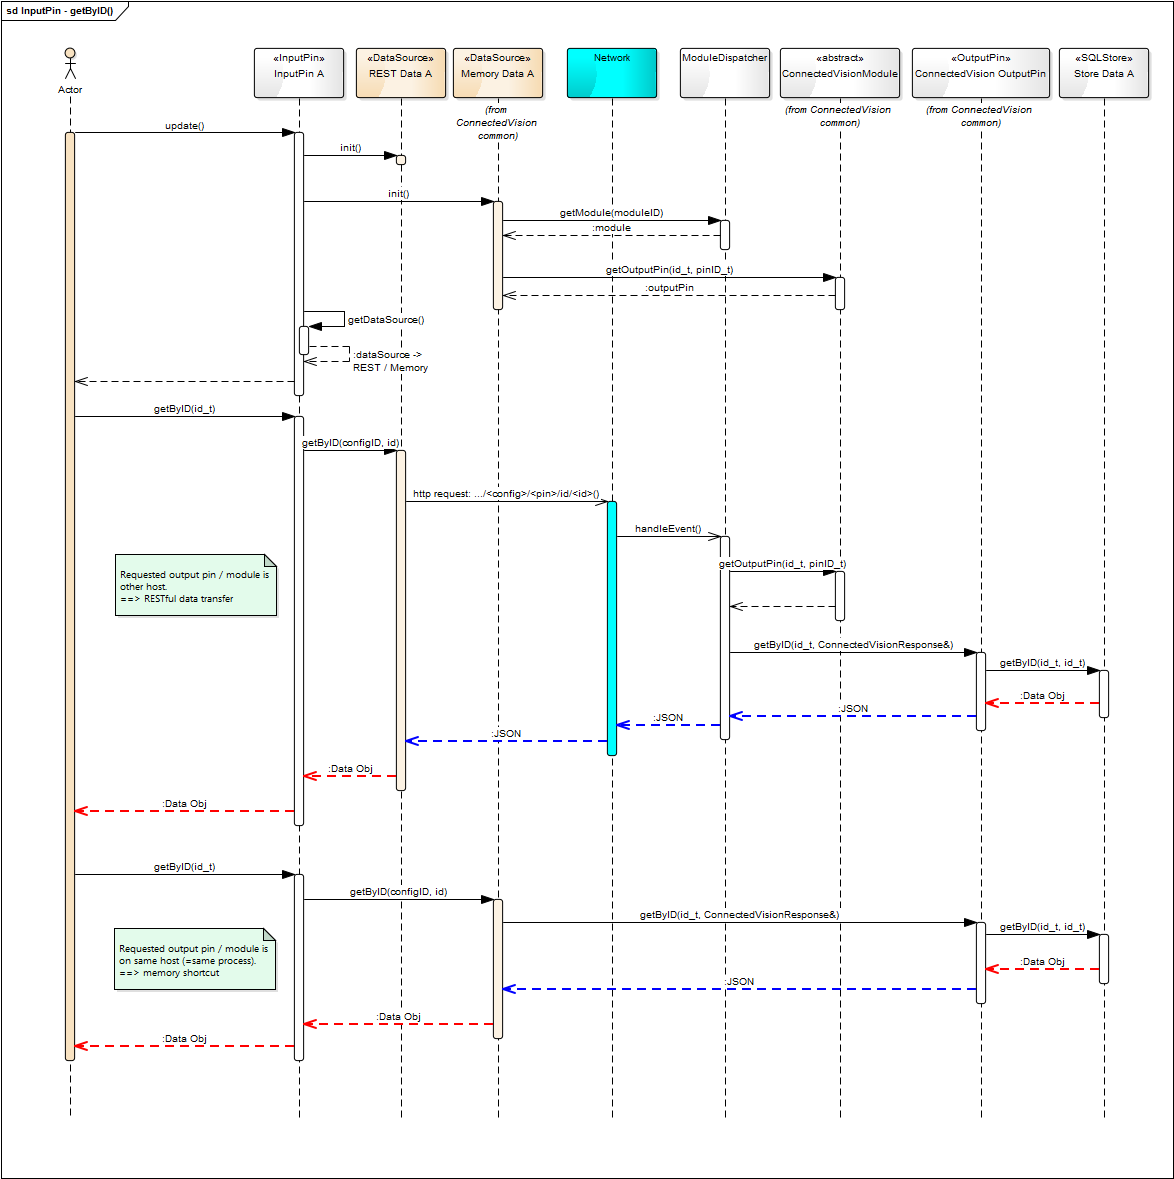 sd InputPin - getByID()
Actor
«InputPin»
InputPin A
«DataSource»
REST Data A
«DataSource»
Memory Data A
(from
ConnectedVision
common)
Network
ModuleDispatcher
«abstract»
ConnectedVisionModule
(from ConnectedVision
common)
«OutputPin»
ConnectedVision OutputPin
(from ConnectedVision
common)
«SQLStore»
Store Data A
update()
init()
init()
getModule(moduleID)
:module
getOutputPin(id_t, pinID_t)
:outputPin
getDataSource()
:dataSource ->
REST / Memory
getByID(id_t)
getByID(configID, id)
http request: .../<config>/<pin>/id/<id>()
handleEvent()
getOutputPin(id_t, pinID_t)
Requested output pin / module is
other host.
==> RESTful data transfer
getByID(id_t, ConnectedVisionResponse&)
getByID(id_t, id_t)
:Data Obj
:JSON
:JSON
:JSON
:Data Obj
:Data Obj
getByID(id_t)
getByID(configID, id)
getByID(id_t, ConnectedVisionResponse&)
getByID(id_t, id_t)
Requested output pin / module is
on same host (=same process).
==> memory shortcut
:Data Obj
:JSON
:Data Obj
:Data Obj